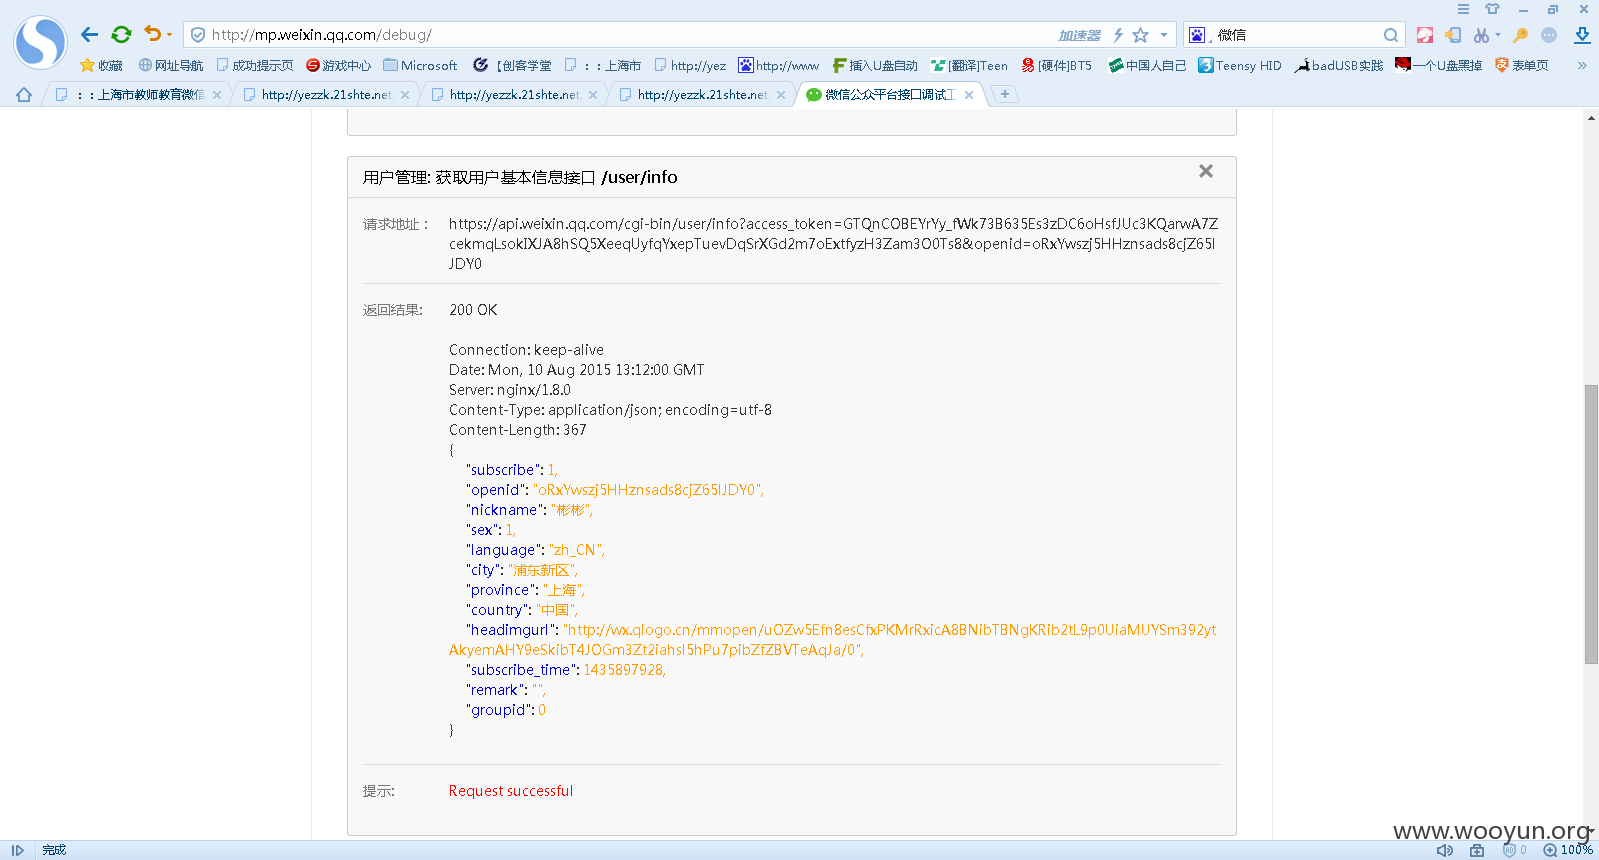 http://mp.weixin.qq.com/debug/
加速器
微信
收藏
网址导航
成功提示页
游戏中心
Microsoft
【创客学堂
：：上海市
http://yez
http://www
插入U盘自动
[翻译]Teen
[硬件]BT5
中国人自己
Teensy HID
badUSB实践
一个U盘黑掉
表单页
：：上海市教师教育微信
http://yezzk.21shte.net
http://yezzk.21shte.net
http://yezzk.21shte.net
微信公众平台接口调试工
用户管理: 获取用户基本信息接口 /user/info
请求地址：
https://api.weixin.qq.com/cgi-bin/user/info?access_token=GTQnCOBEYrYy_fWk73B635Es3zDC6oHsfJUc3KQarwA7Z
cekmqLsokIXJA8hSQ5XeeqUyfqYxepTuevDqSrXGd2m7oExtfyzH3Zam3O0Ts8&openid=oRxYwszj5HHznsads8cjZ65l
JDY0
返回结果:
200 OK
Connection: keep-alive
Date: Mon, 10 Aug 2015 13:12:00 GMT
Server: nginx/1.8.0
Content-Type: application/json; encoding=utf-8
Content-Length: 367
{
"subscribe": 1,
"openid": "oRxYwszj5HHznsads8cjZ65lJDY0",
"nickname": "彬彬",
"sex": 1,
"language": "zh_CN",
"city": "浦东新区",
"province": "上海",
"country": "中国",
"headimgurl": "http://wx.qlogo.cn/mmopen/uOZw5Efn8esCfxPKMrRxicA8BNibTBNgKRib2tL9p0UiaMUYSm392yt
AkyemAHY9eSkibT4JOGm3Zt2iahsI5hPu7pibZfZBVTeAqJa/0",
"subscribe_time": 1435897928,
"remark": "",
"groupid": 0
}
提示:
Request successful
www.wooyun.org
完成
0
100%